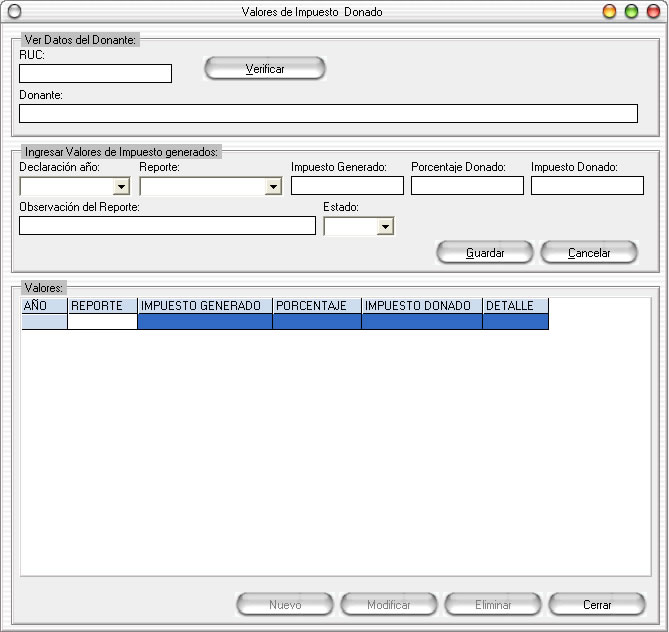 Valores de Impuesto Donado
Ver Datos del Donante:
RUC:
Verificar
Donante:
Ingresar Valores de Impuesto generados:
Declaración año: Reporte: Impuesto Generado: Porcentaje Donado: Impuesto Donado:
Observación del Reporte: Estado:
Guardar Cancelar
Valores:
AÑO REPORTE IMPUESTO GENERADO PORCENTAJE IMPUESTO DONADO DETALLE
Nuevo Modificar Eliminar Cerrar